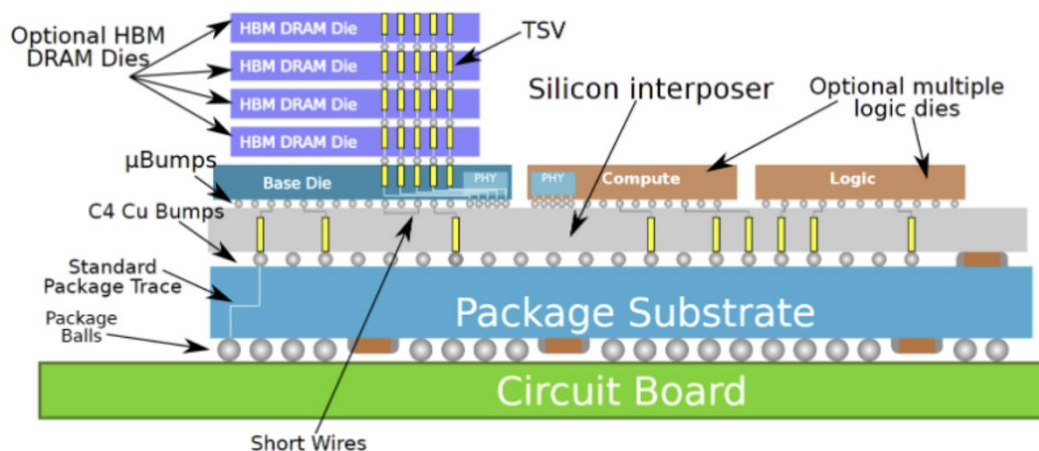 Optional HBM
DRAM Dies
HBM DRAM Die
HBM DRAM Die
HBM DRAM Die
HBM DRAM Die
TSV
Silicon interposer
Optional multiple
logic dies
μBumps
Base Die
PHY
PHY
Compute
Logic
C4 Cu Bumps
Standard
Package Trace
Package
Balls
Package Substrate
Circuit Board
Short Wires